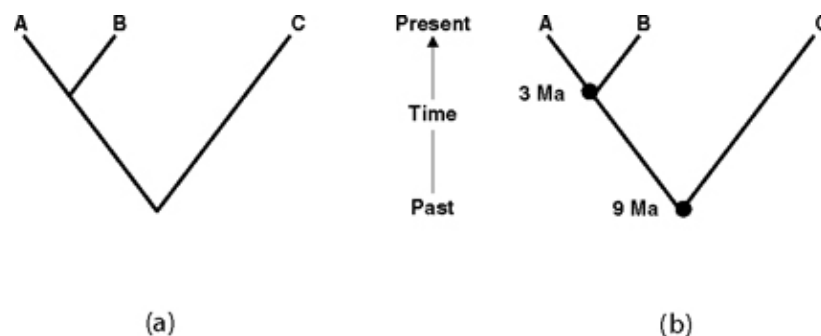 A B C
Present
A B C
3 Ma
Time
Past
9 Ma
(a)
(b)